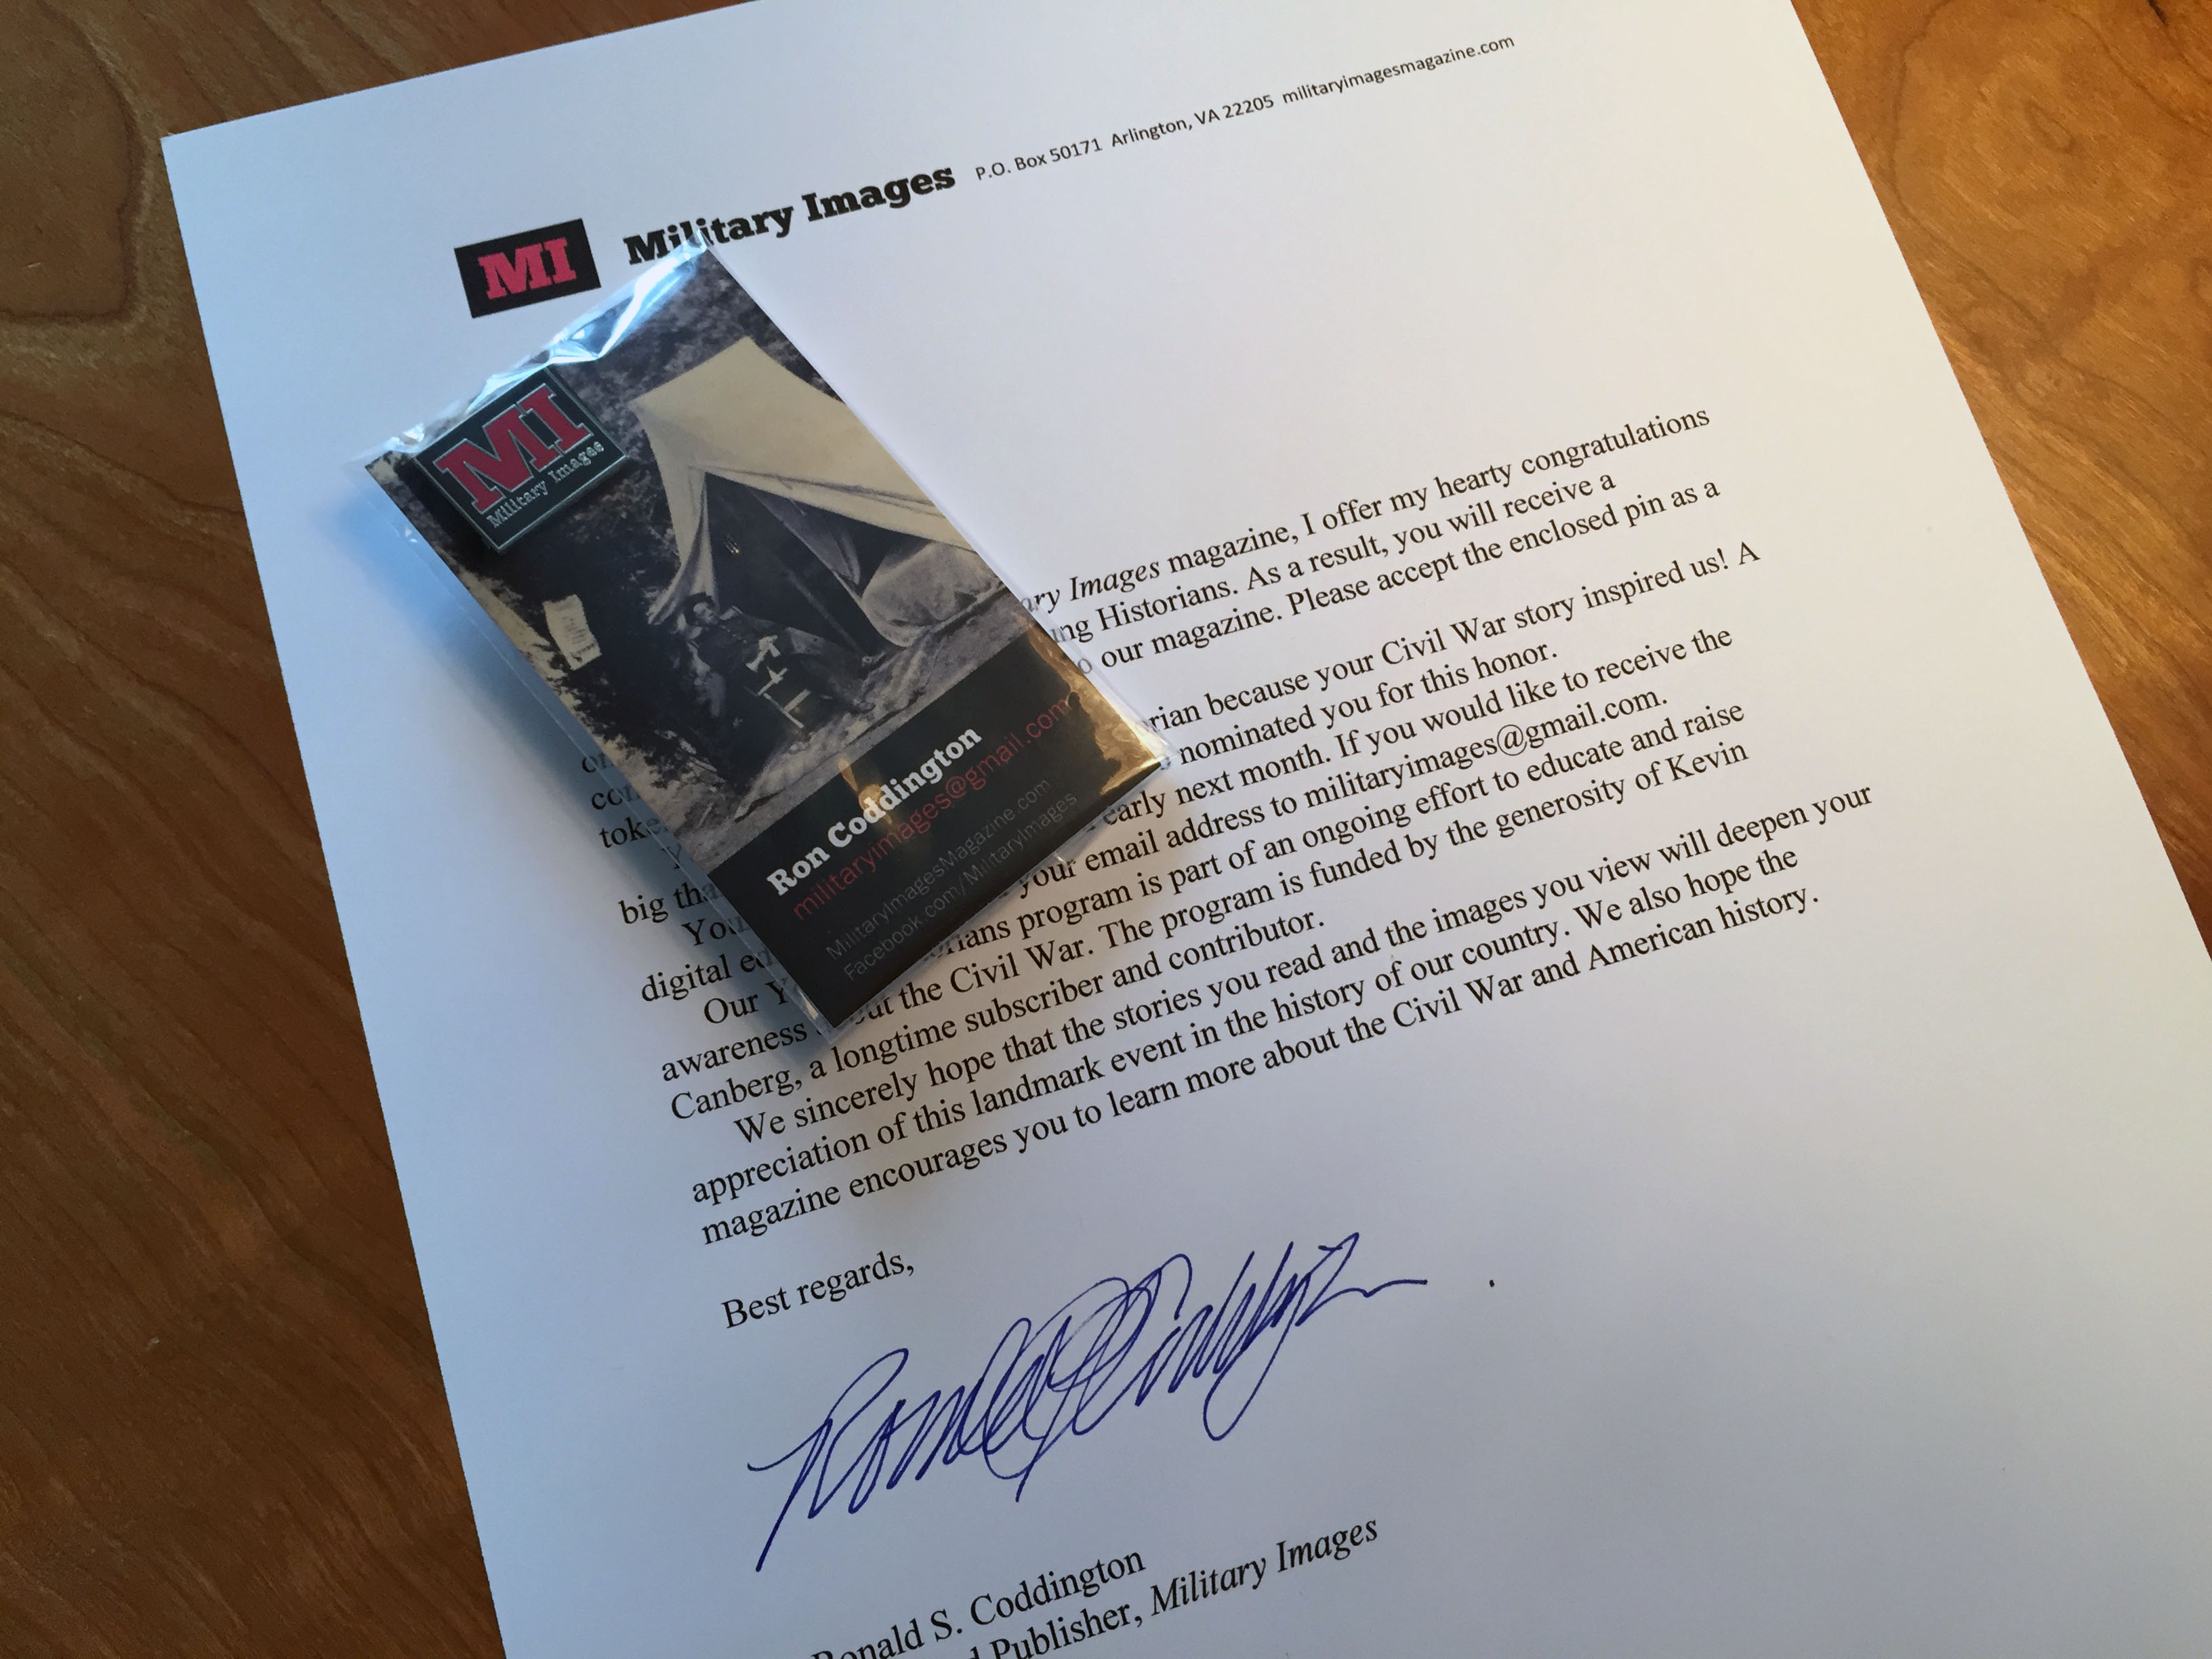 MI Military Images P.O. Box 50171 Arlington, VA 22205 militaryimagesmagazine.com
MI
Military Images
Ron Coddington
militaryimages@gmail.com
MilitaryImagesMagazine.com
Facebook.com/MilitaryImages
Images magazine, I offer my hearty congratulations
Historians. As a result, you will receive a
our magazine. Please accept the enclosed pin as a
because your Civil War story inspired us! A
big nominated you for this honor.
early next month. If you would like to receive the
digital your email address to militaryimages@gmail.com.
Our program is part of an ongoing effort to educate and raise
awareness the Civil War. The program is funded by the generosity of Kevin
Canberg, a longtime subscriber and contributor.
We sincerely hope that the stories you read and the images you view will deepen your
appreciation of this landmark event in the history of our country. We also hope the
magazine encourages you to learn more about the Civil War and American history.
Best regards,
Ronald S. Coddington
Publisher, Military Images